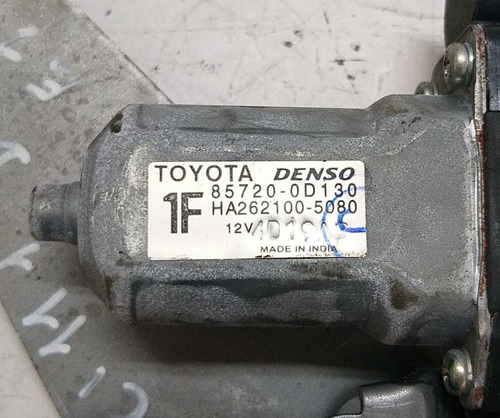 TOYOTA DENSO
1F 85720-0D130
HA262100-5080
12V
MADE IN INDIA